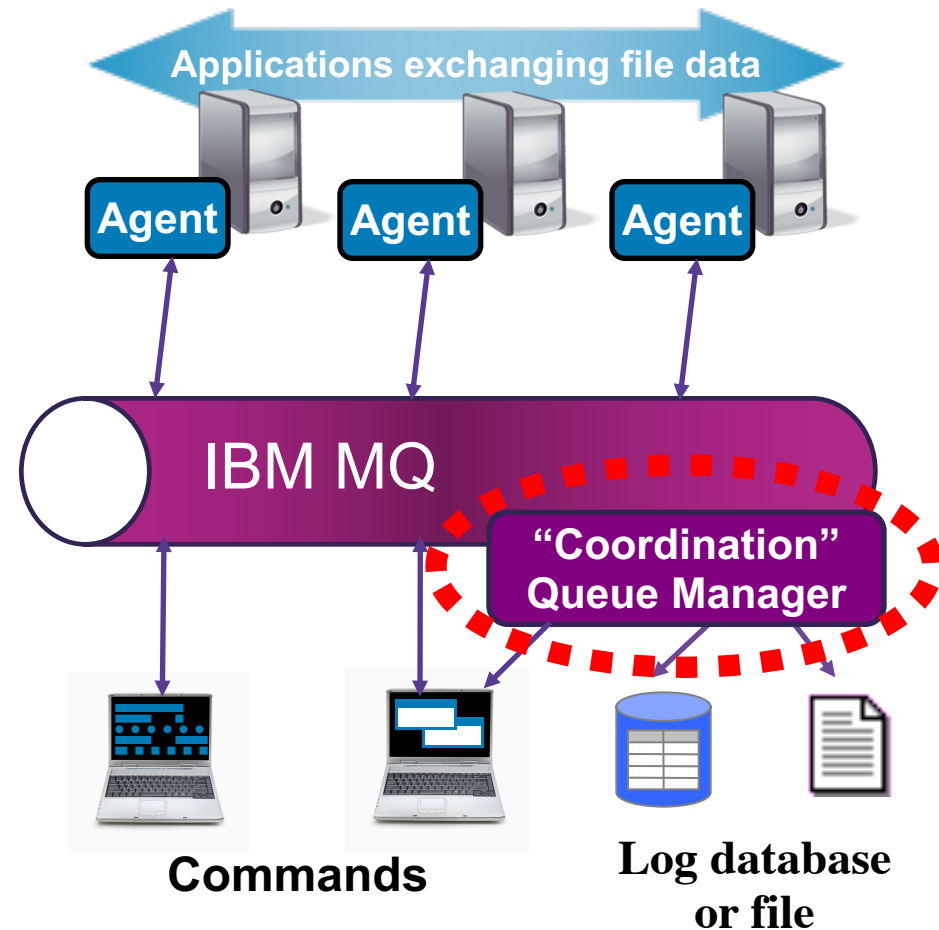 Applications exchanging file data
Agent
Agent
Agent
IBM MQ
“Coordination”
Queue Manager
Commands
Log database
or file